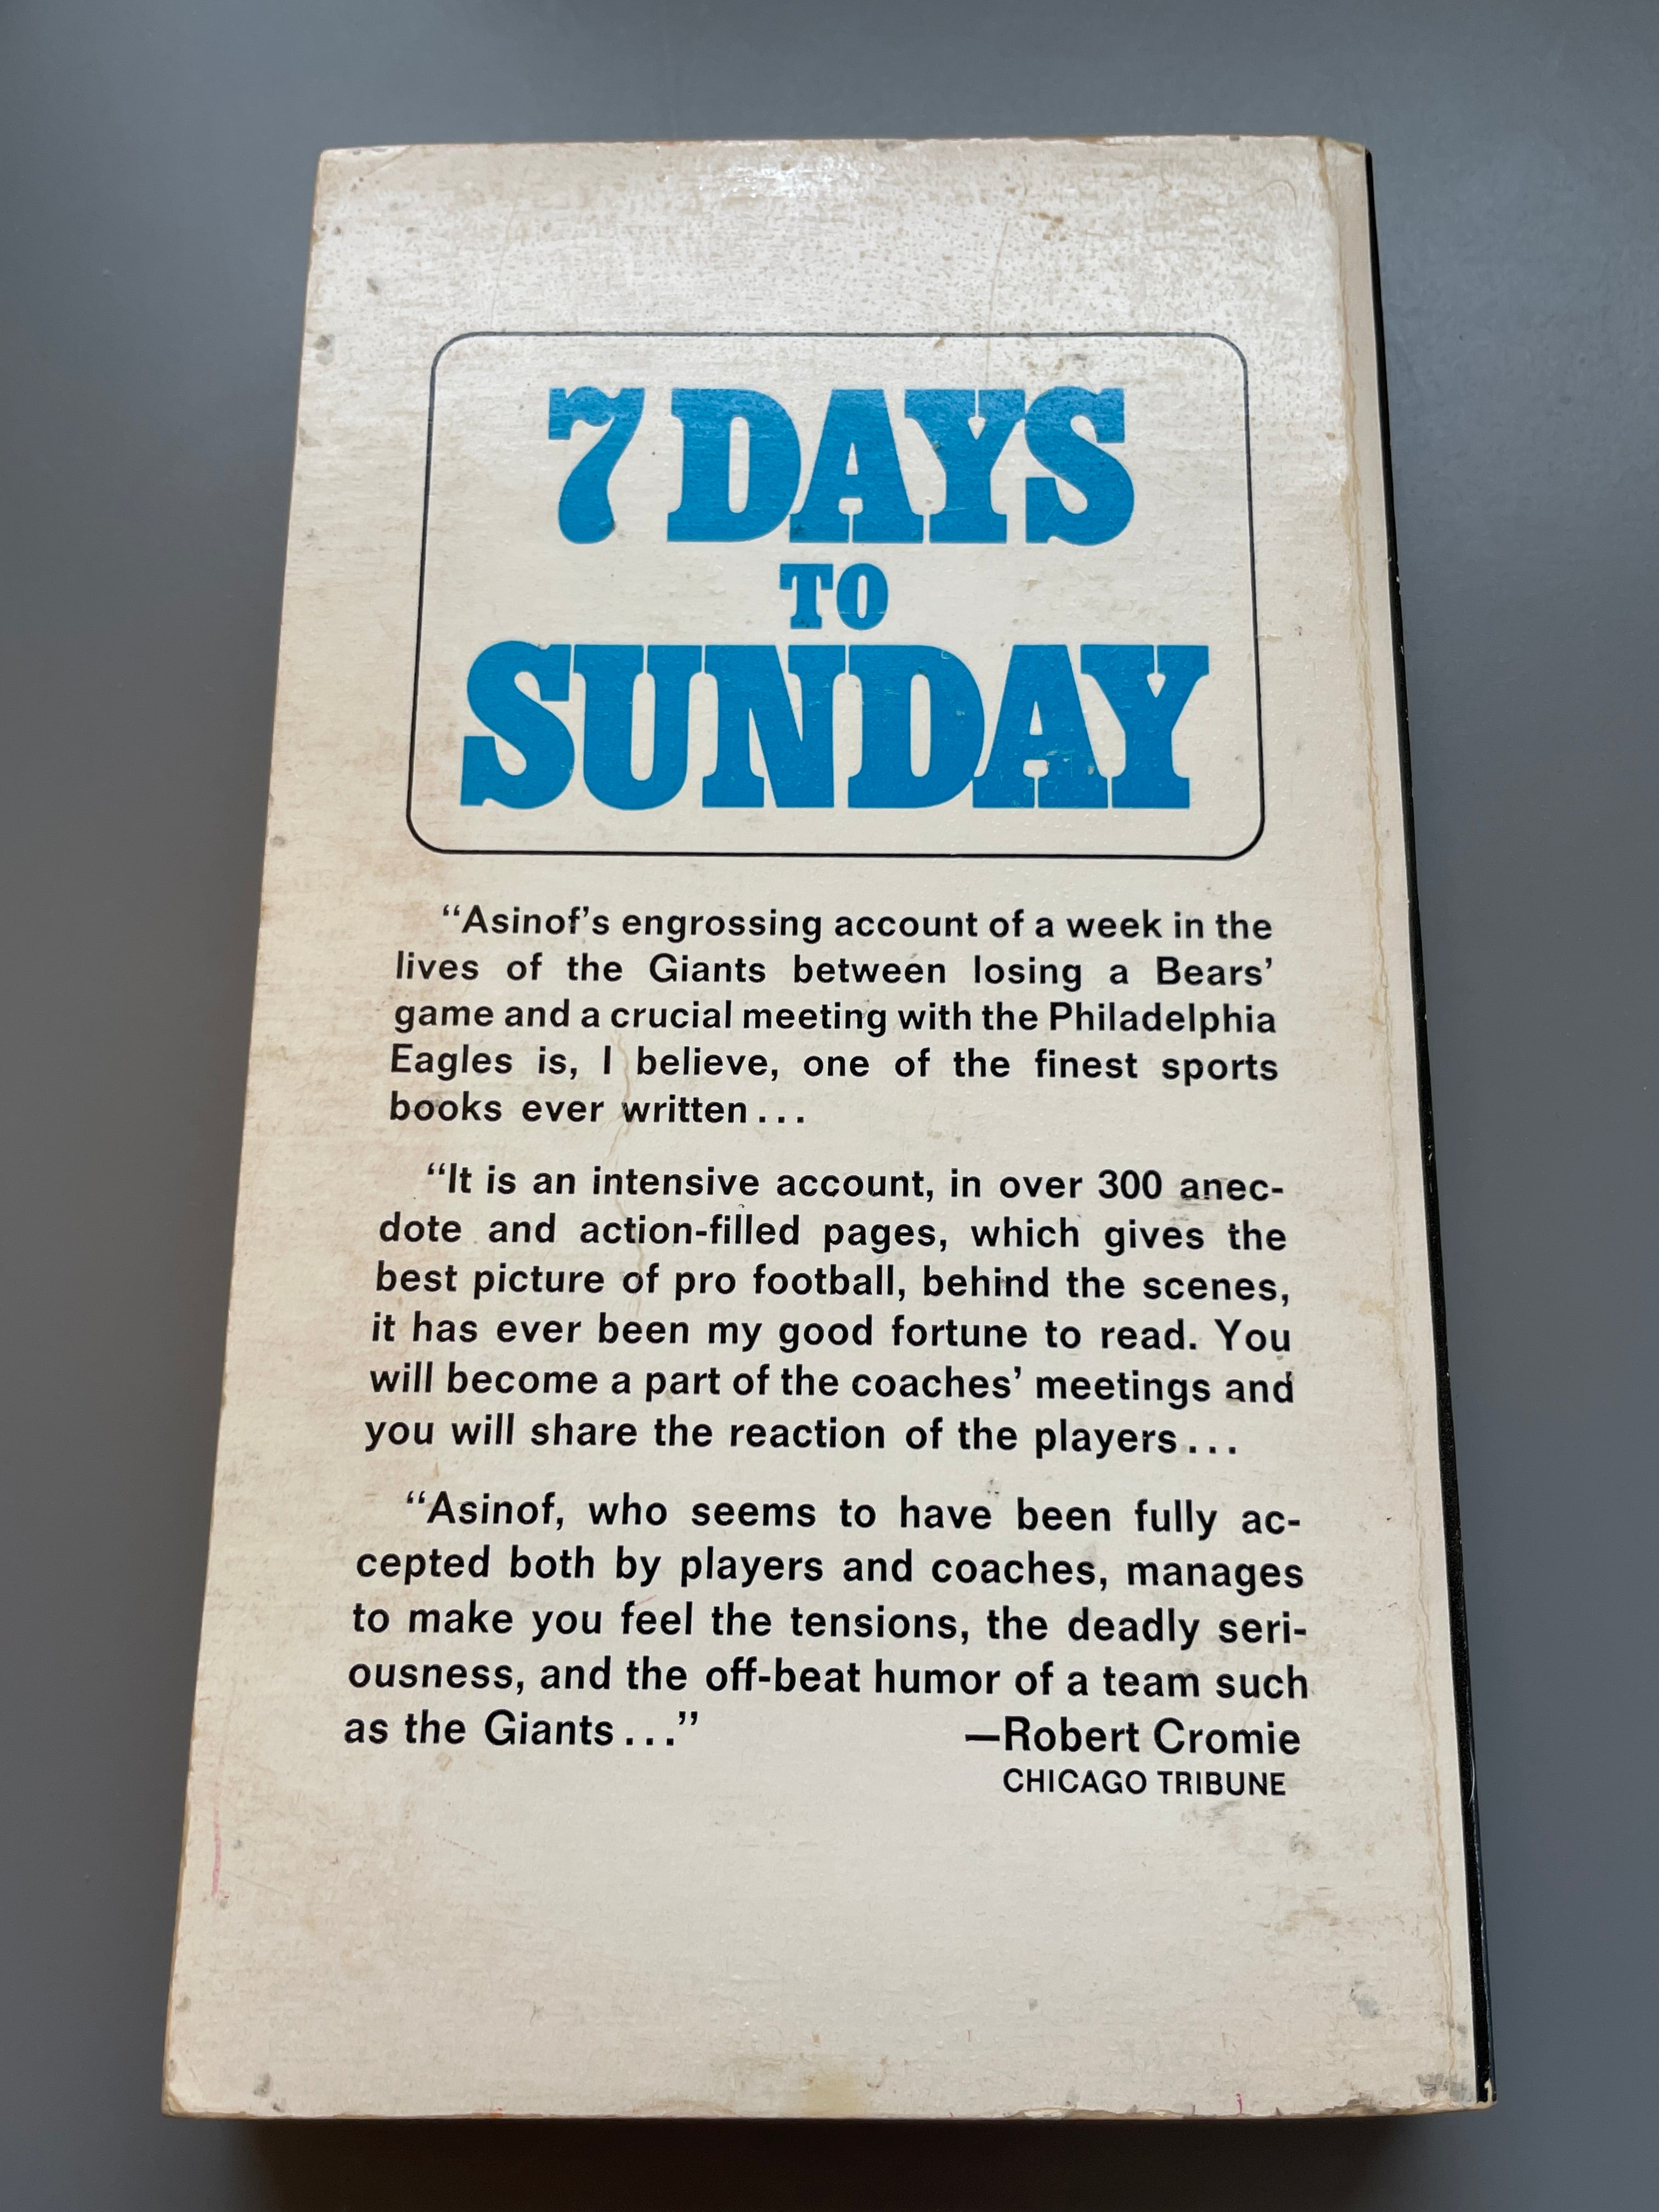 7 DAYS
TO
SUNDAY
“Asinof’s engrossing account of a week in the
lives of the Giants between losing a Bears’
game and a crucial meeting with the Philadelphia
Eagles is, I believe, one of the finest sports
books ever written...
“It is an intensive account, in over 300 anec-
dote and action-filled pages, which gives the
best picture of pro football, behind the scenes,
it has ever been my good fortune to read. You
will become a part of the coaches’ meetings and
you will share the reaction of the players...
“Asinof, who seems to have been fully ac-
cepted both by players and coaches, manages
to make you feel the tensions, the deadly seri-
ousness, and the off-beat humor of a team such
as the Giants...” —Robert Cromie
CHICAGO TRIBUNE